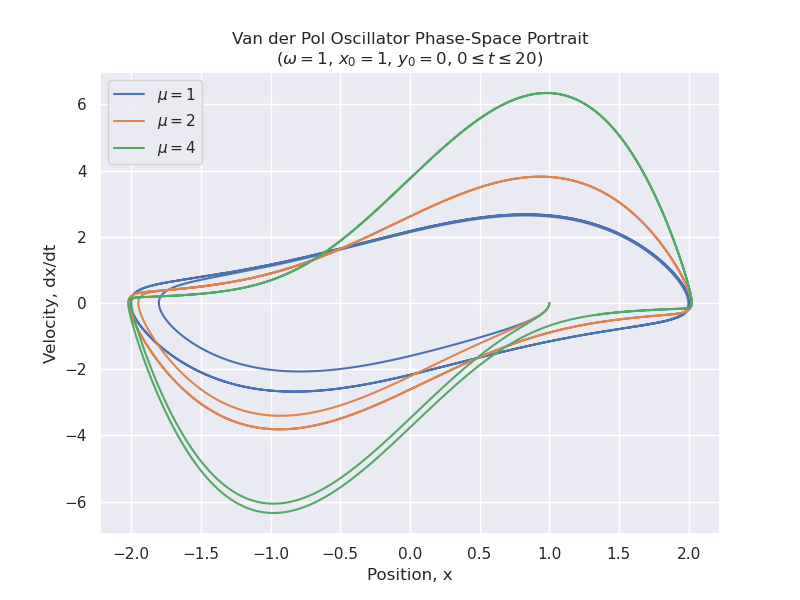 Van der Pol Oscillator Phase-Space Portrait
(ω = 1, x₀ = 1, y₀ = 0, 0 ≤ t ≤ 20)
μ = 1
μ = 2
μ = 4
6
4
2
0
−2
−4
−6
Velocity, dx/dt
−2.0 −1.5 −1.0 −0.5 0.0 0.5 1.0 1.5 2.0
Position, x